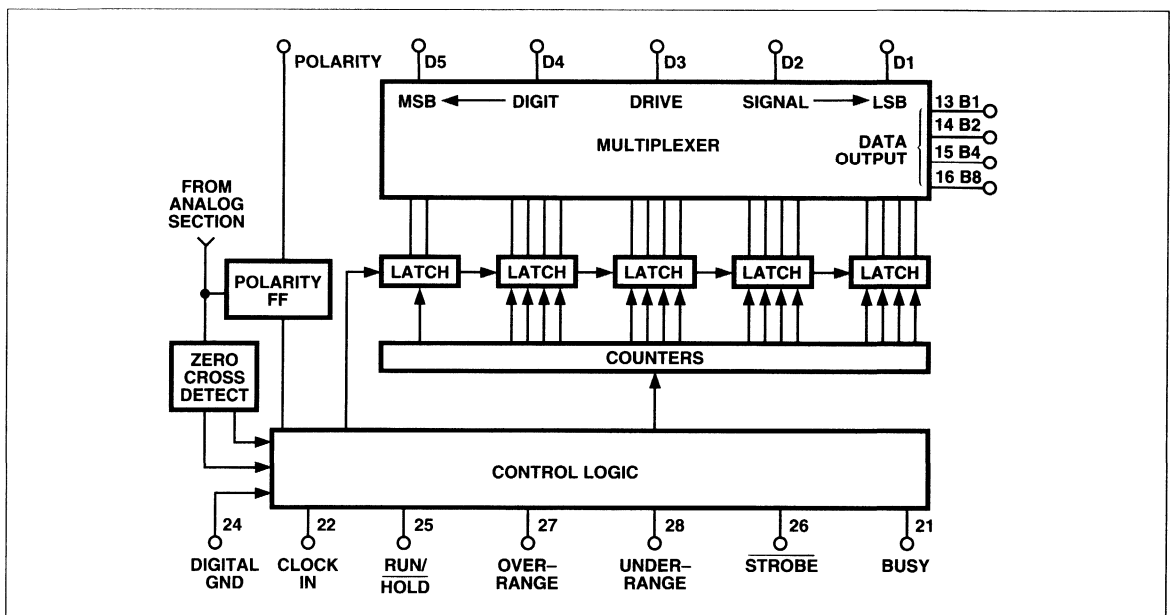 POLARITY
D5
D4
D3
D2
D1
MSB
DIGIT
DRIVE
SIGNAL
LSB
MULTIPLEXER
DATA
OUTPUT
13 B1
14 B2
15 B4
16 B8
FROM
ANALOG
SECTION
POLARITY
FF
LATCH
LATCH
LATCH
LATCH
LATCH
COUNTERS
ZERO
CROSS
DETECT
CONTROL LOGIC
24
DIGITAL
GND
22
CLOCK
IN
25
RUN/
HOLD
27
OVER–
RANGE
28
UNDER–
RANGE
26
STROBE
21
BUSY